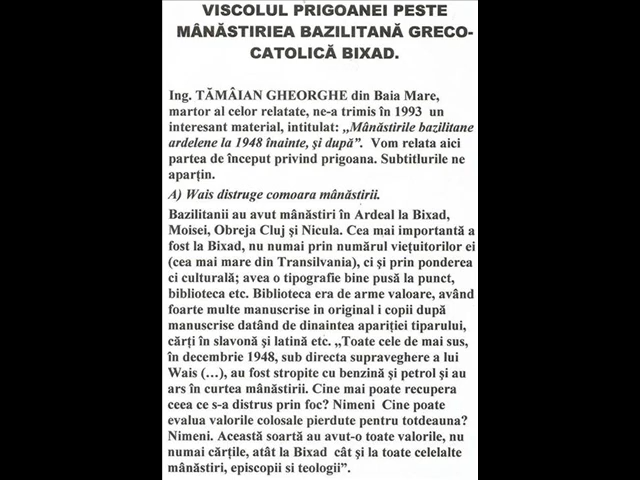 VISCOLUL PRIGOANEI PESTE
MÂNĂSTIRIEA BAZILITANĂ GRECO-
CATOLICĂ BIXAD.
Ing. TĂMÂIAN GHEORGHE din Baia Mare,
martor al celor relatate, ne-a trimis în 1993 un
interesant material, intitulat: „Mânăstirile bazilitane
ardelene la 1948 înainte, şi după”. Vom relata aici
partea de început privind prigoana. Subtitlurile ne
aparţin.
A) Wais distruge comoara mânăstirii.
Bazilitanii au avut mânăstiri în Ardeal la Bixad,
Moisei, Obreja Cluj şi Nicula. Cea mai importantă a
fost la Bixad, nu numai prin numărul vieţuitorilor ei
(cea mai mare din Transilvania), ci şi prin ponderea
ci culturală; avea o tipografie bine pusă la punct,
biblioteca etc. Biblioteca era de arme valoare, având
foarte multe manuscrise in original i copii după
manuscrise datând de dinaintea apariţiei tiparului,
cărţi în slavonă şi latină etc. „Toate cele de mai sus,
în decembrie 1948, sub directa supraveghere a lui
Wais (...), au fost stropite cu benzină şi petrol şi au
ars în curtea mânăstirii. Cine mai poate recupera
ceea ce s-a distrus prin foc? Nimeni Cine poate
evalua valorile colosale pierdute pentru totdeauna?
Nimeni. Această soartă au avut-o toate valorile, nu
numai cărţile, atât la Bixad cât şi la toate celelalte
mânăstiri, episcopii si teologii”.